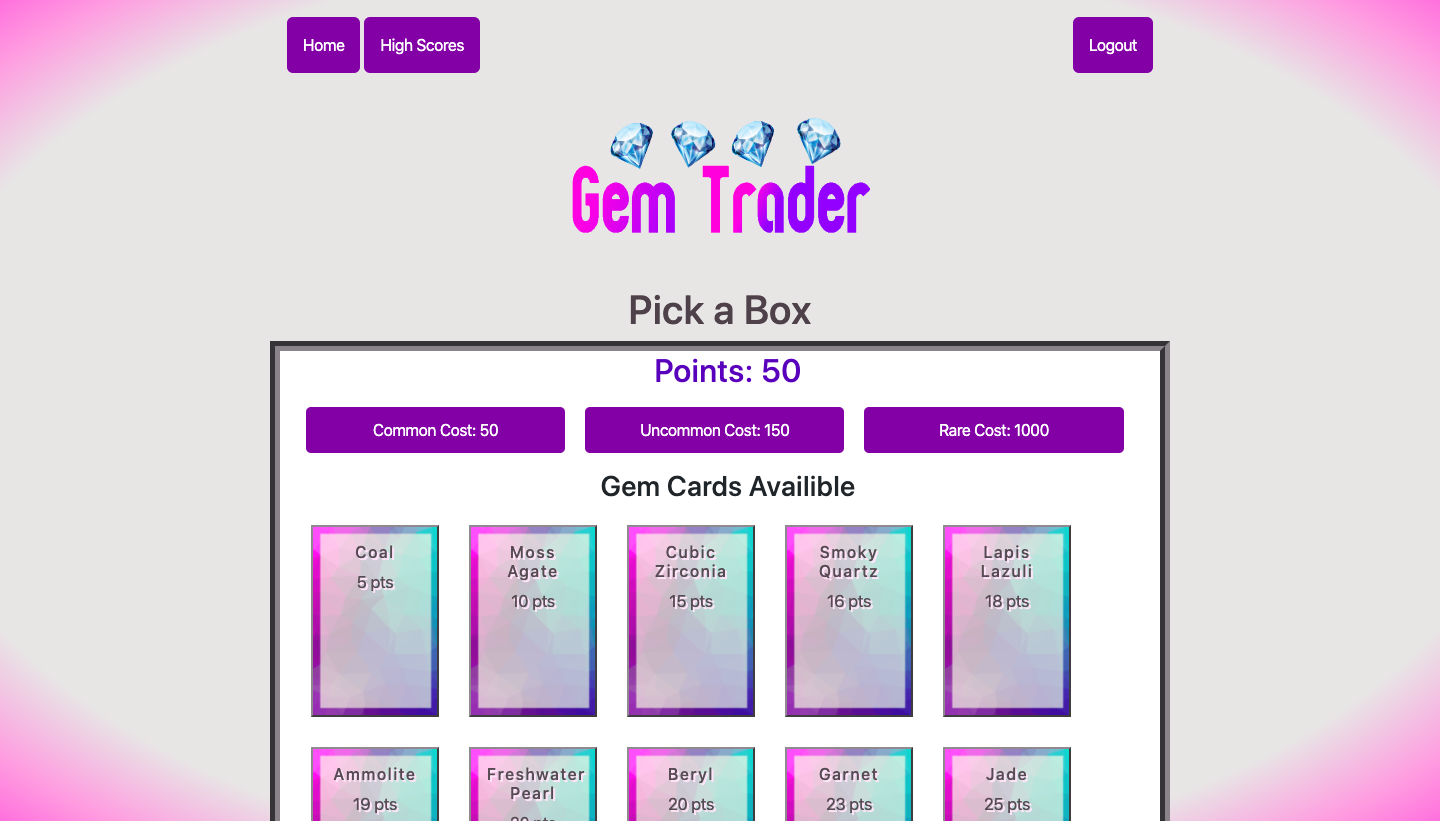 Home
High Scores
Logout
Gem Trader
Pick a Box
Points: 50
Common Cost: 50
Uncommon Cost: 150
Rare Cost: 1000
Gem Cards Availible
Coal
5 pts
Moss
Agate
10 pts
Cubic
Zirconia
15 pts
Smoky
Quartz
16 pts
Lapis
Lazuli
18 pts
Ammolite
19 pts
Freshwater
Pearl
Beryl
20 pts
Garnet
23 pts
Jade
25 pts